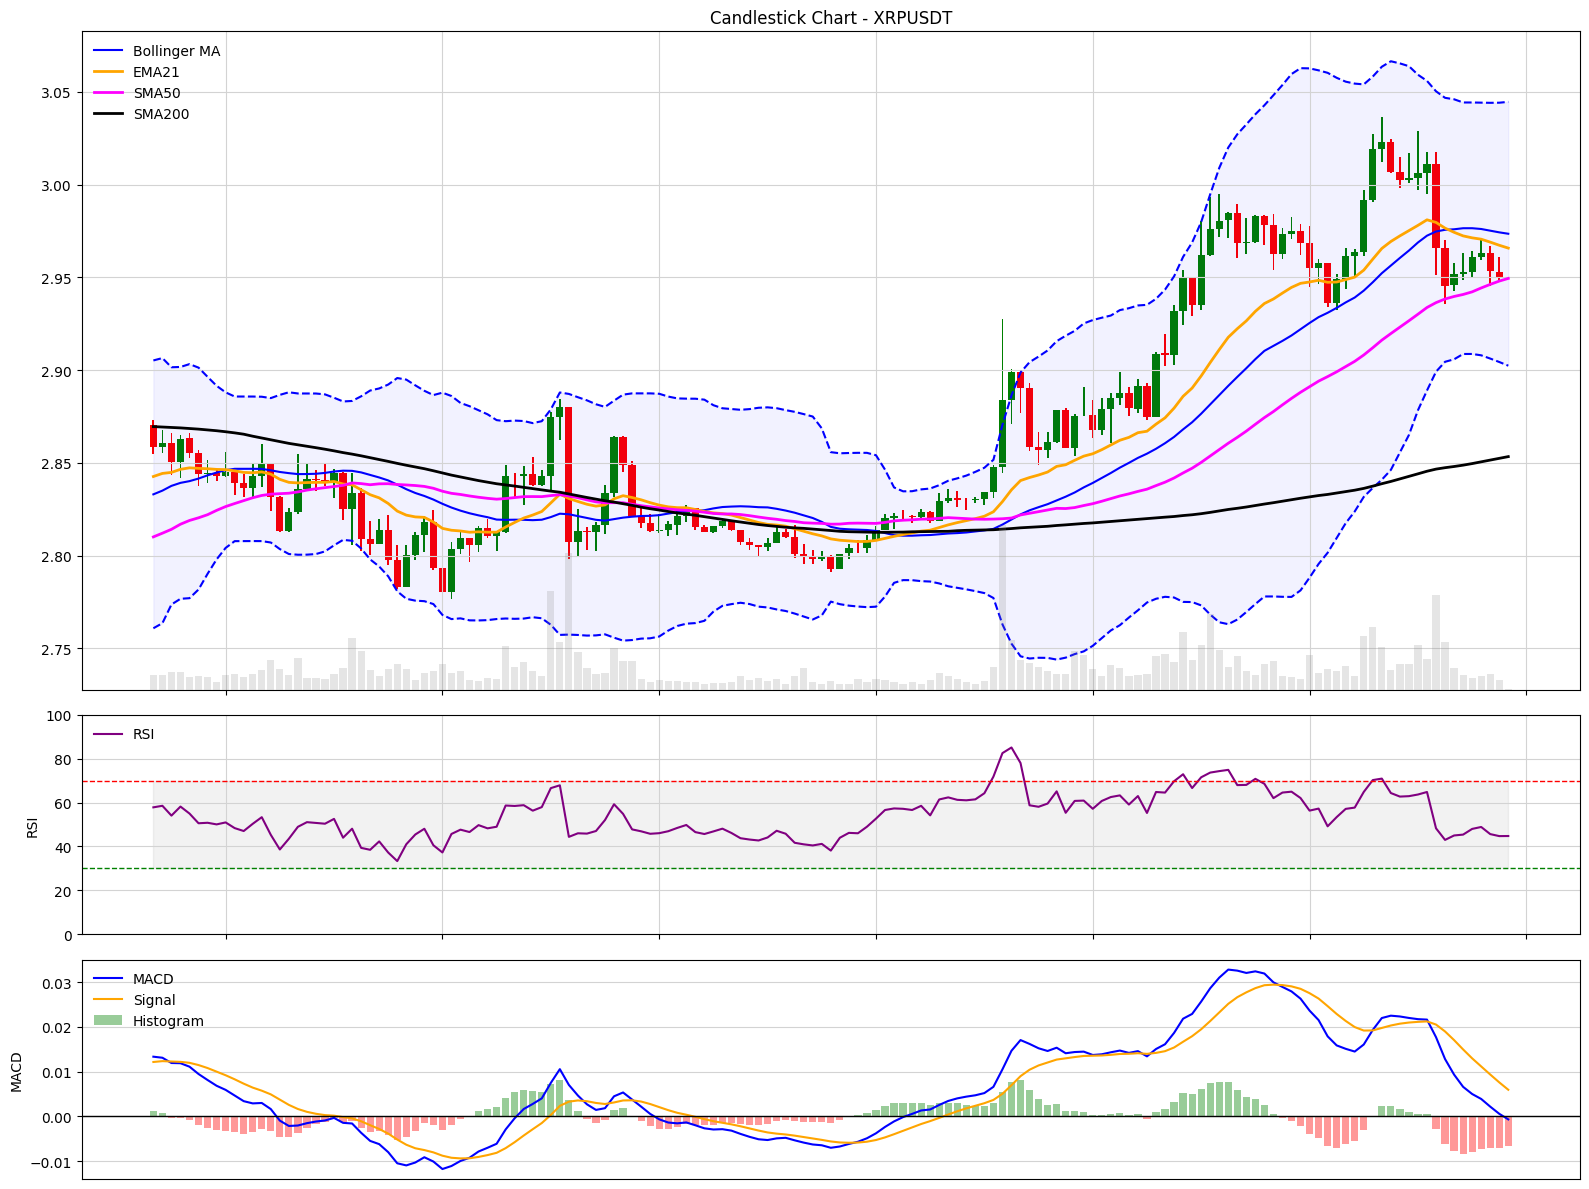 Candlestick Chart - XRPUSDT
Bollinger MA
EMA21
SMA50
SMA200
3.05
3.00
2.95
2.90
2.85
2.80
2.75
RSI
100
80
60
40
20
0
RSI
MACD
Signal
Histogram
0.03
0.02
0.01
0.00
−0.01
MACD